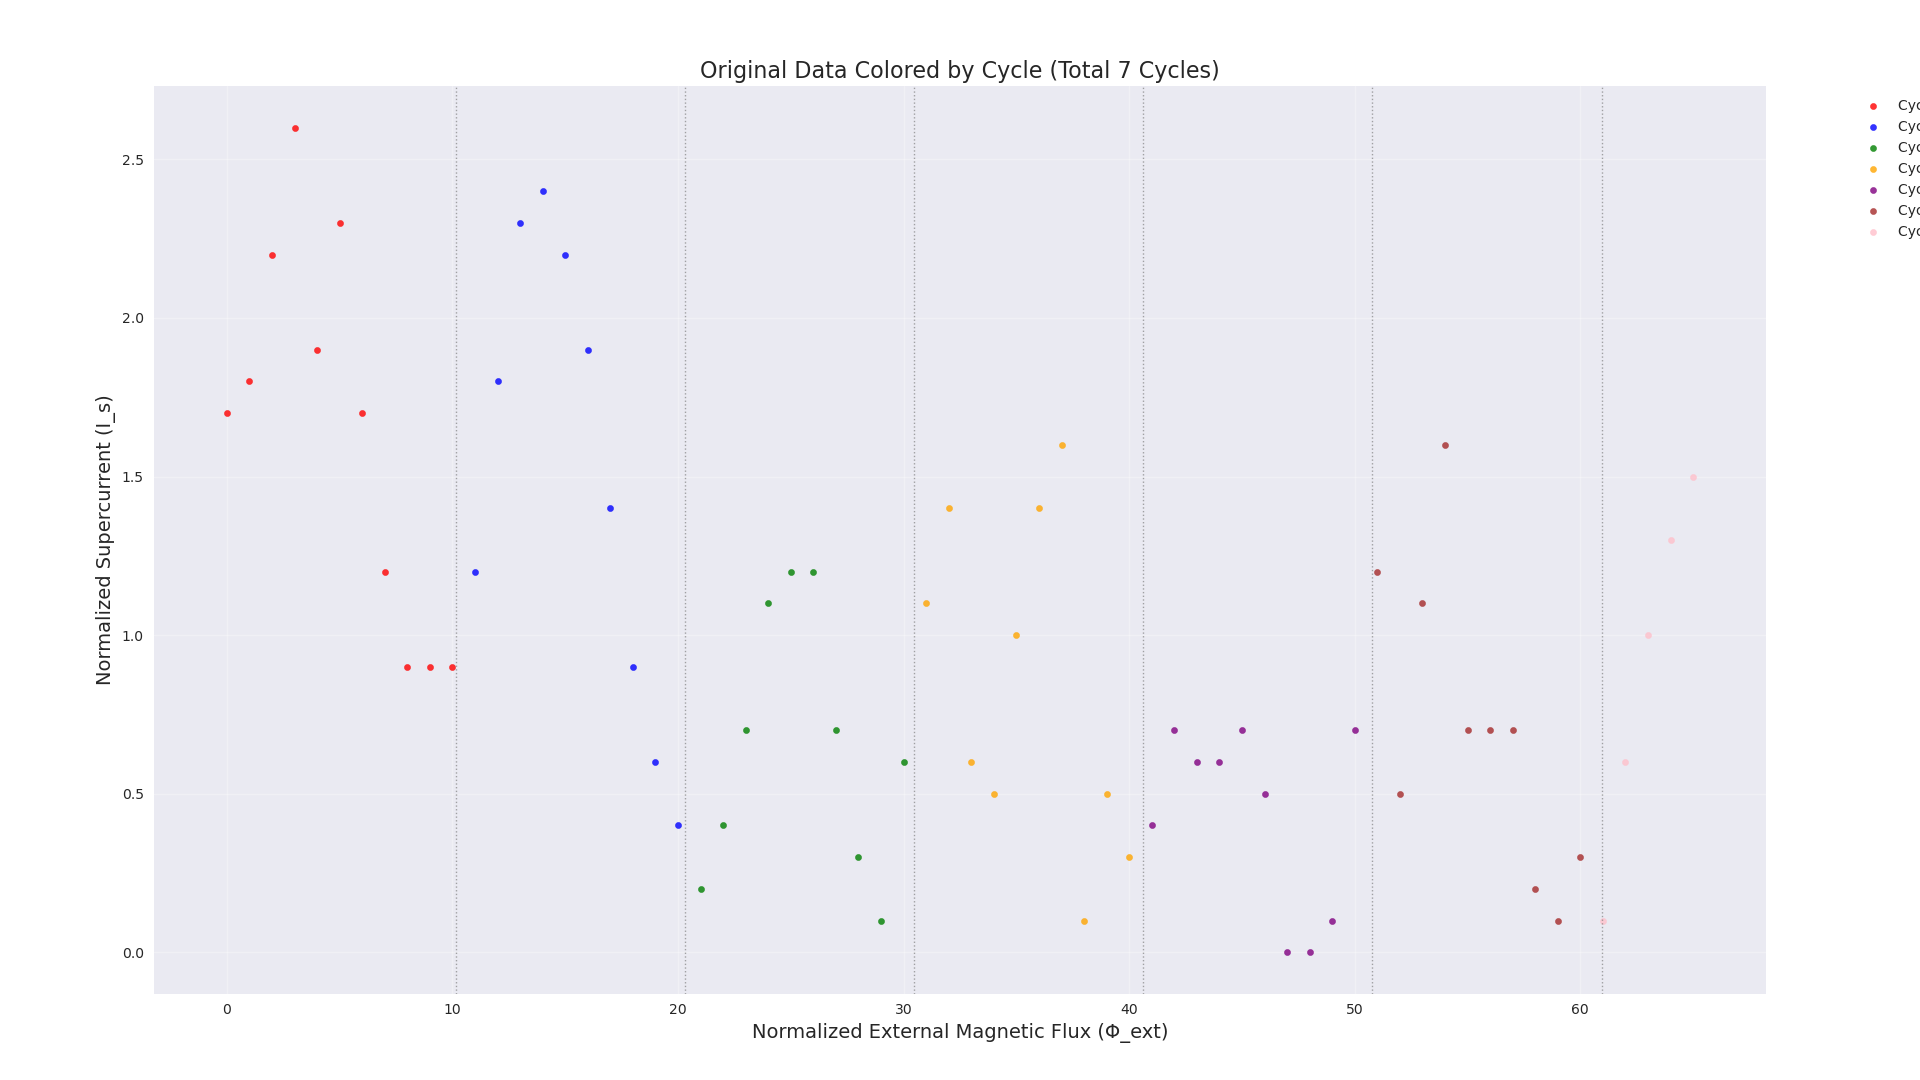 Original Data Colored by Cycle (Total 7 Cycles)
Cyc
Cyc
Cyc
Cyc
Cyc
Cyc
Cyc
2.5
2.0
1.5
1.0
0.5
0.0
Normalized Supercurrent (I_s)
0 10 20 30 40 50 60
Normalized External Magnetic Flux (Φ_ext)